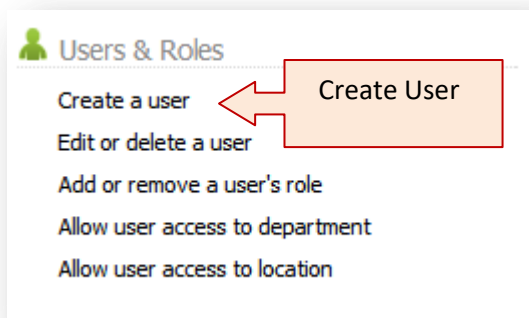 Users & Roles
Create a user
Create User
Edit or delete a user
Add or remove a user's role
Allow user access to department
Allow user access to location